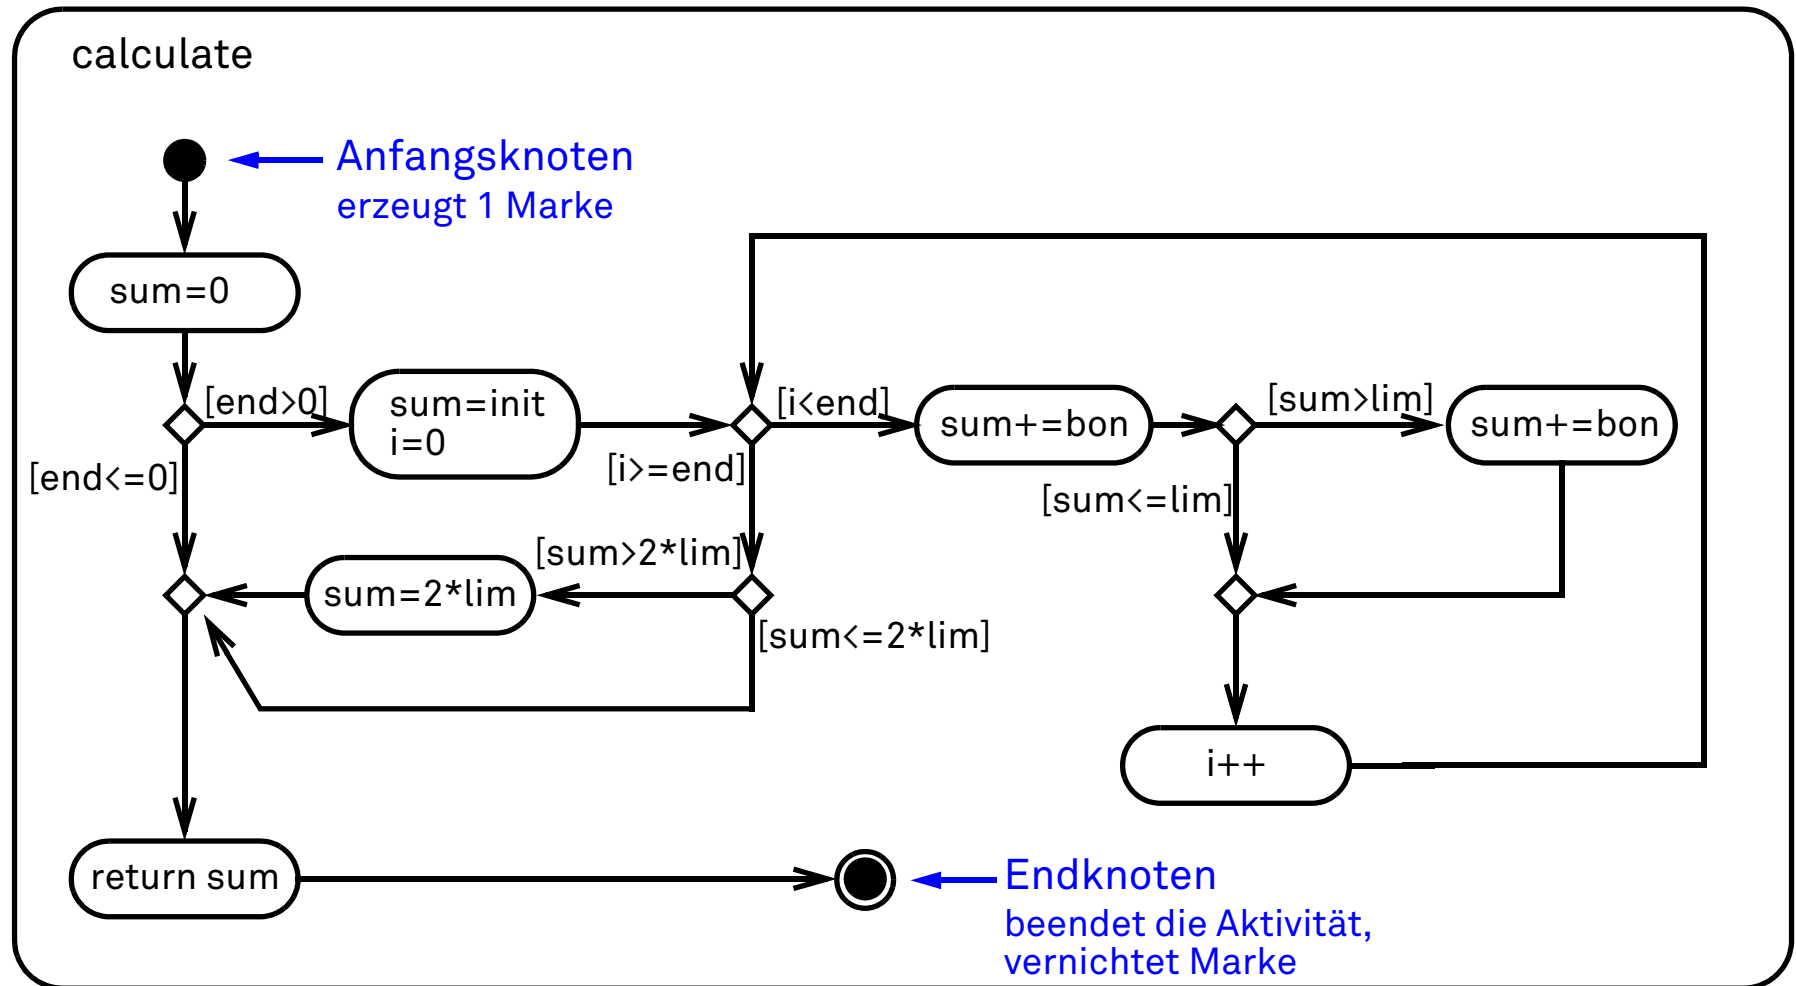 calculate
Anfangsknoten
erzeugt 1 Marke
sum=0
[end>0]
sum=init
i=0
[i<end]
sum+=bon
[sum>lim]
sum+=bon
[end<=0]
[i>=end]
[sum<=lim]
[sum>2*lim]
sum=2*lim
[sum<=2*lim]
i++
return sum
Endknoten
beendet die Aktivität,
vernichtet Marke